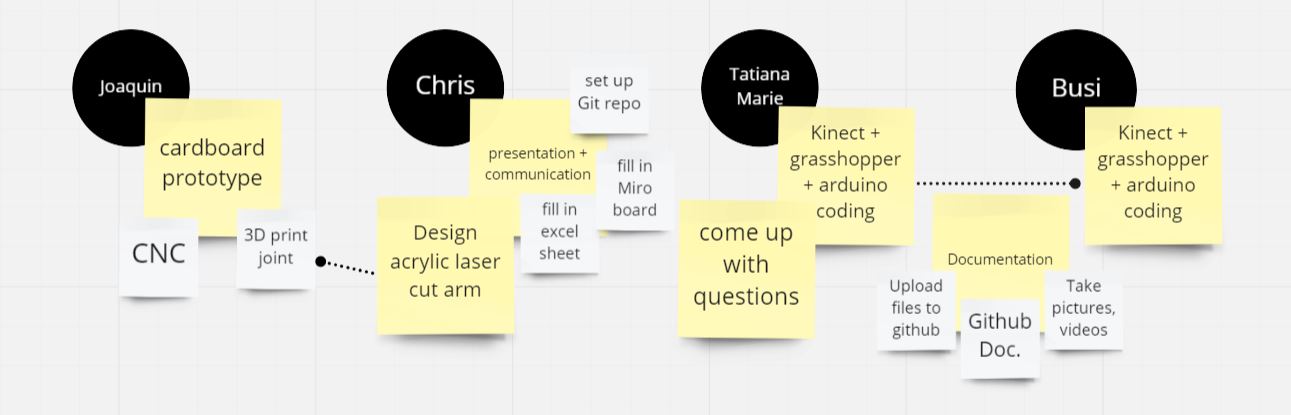 Joaquin
cardboard
prototype
CNC
3D print
joint
Chris
presentation +
communication
set up
Git repo
fill in
Miro
board
fill in
excel
sheet
Design
acrylic laser
cut arm
Tatiana
Marie
Kinect +
grasshopper
+ arduino
coding
come up
with
questions
Busi
Kinect +
grasshopper
+ arduino
coding
Documentation
Upload
files to
github
Github
Doc.
Take
pictures,
videos